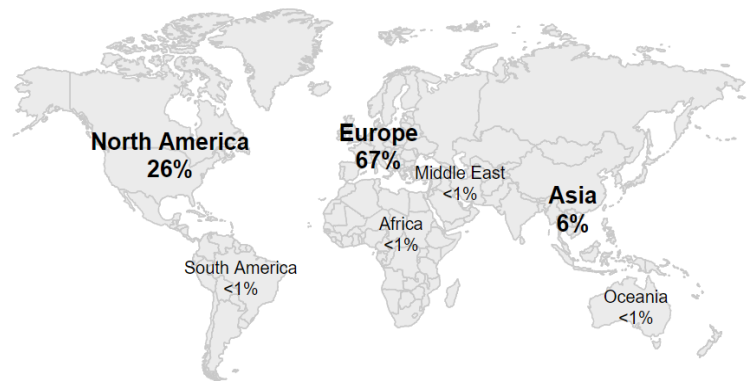 North America
26%
Europe
67%
Middle East
<1%
Asia
6%
Africa
<1%
South America
<1%
Oceania
<1%